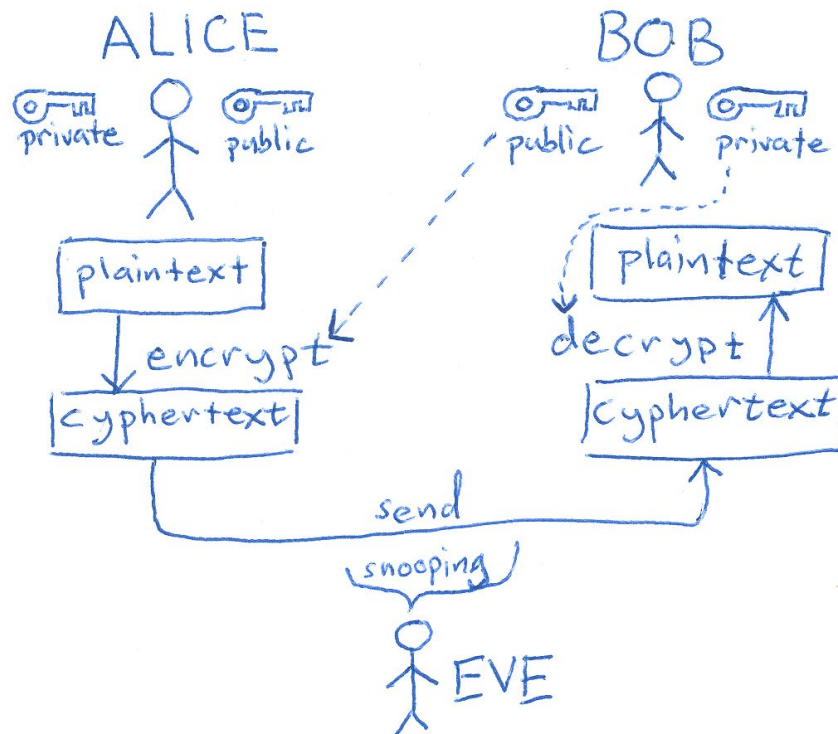 ALICE
BOB
private
public
public
private
plaintext
plaintext
encrypt
decrypt
cyphertext
cyphertext
send
snooping
EVE